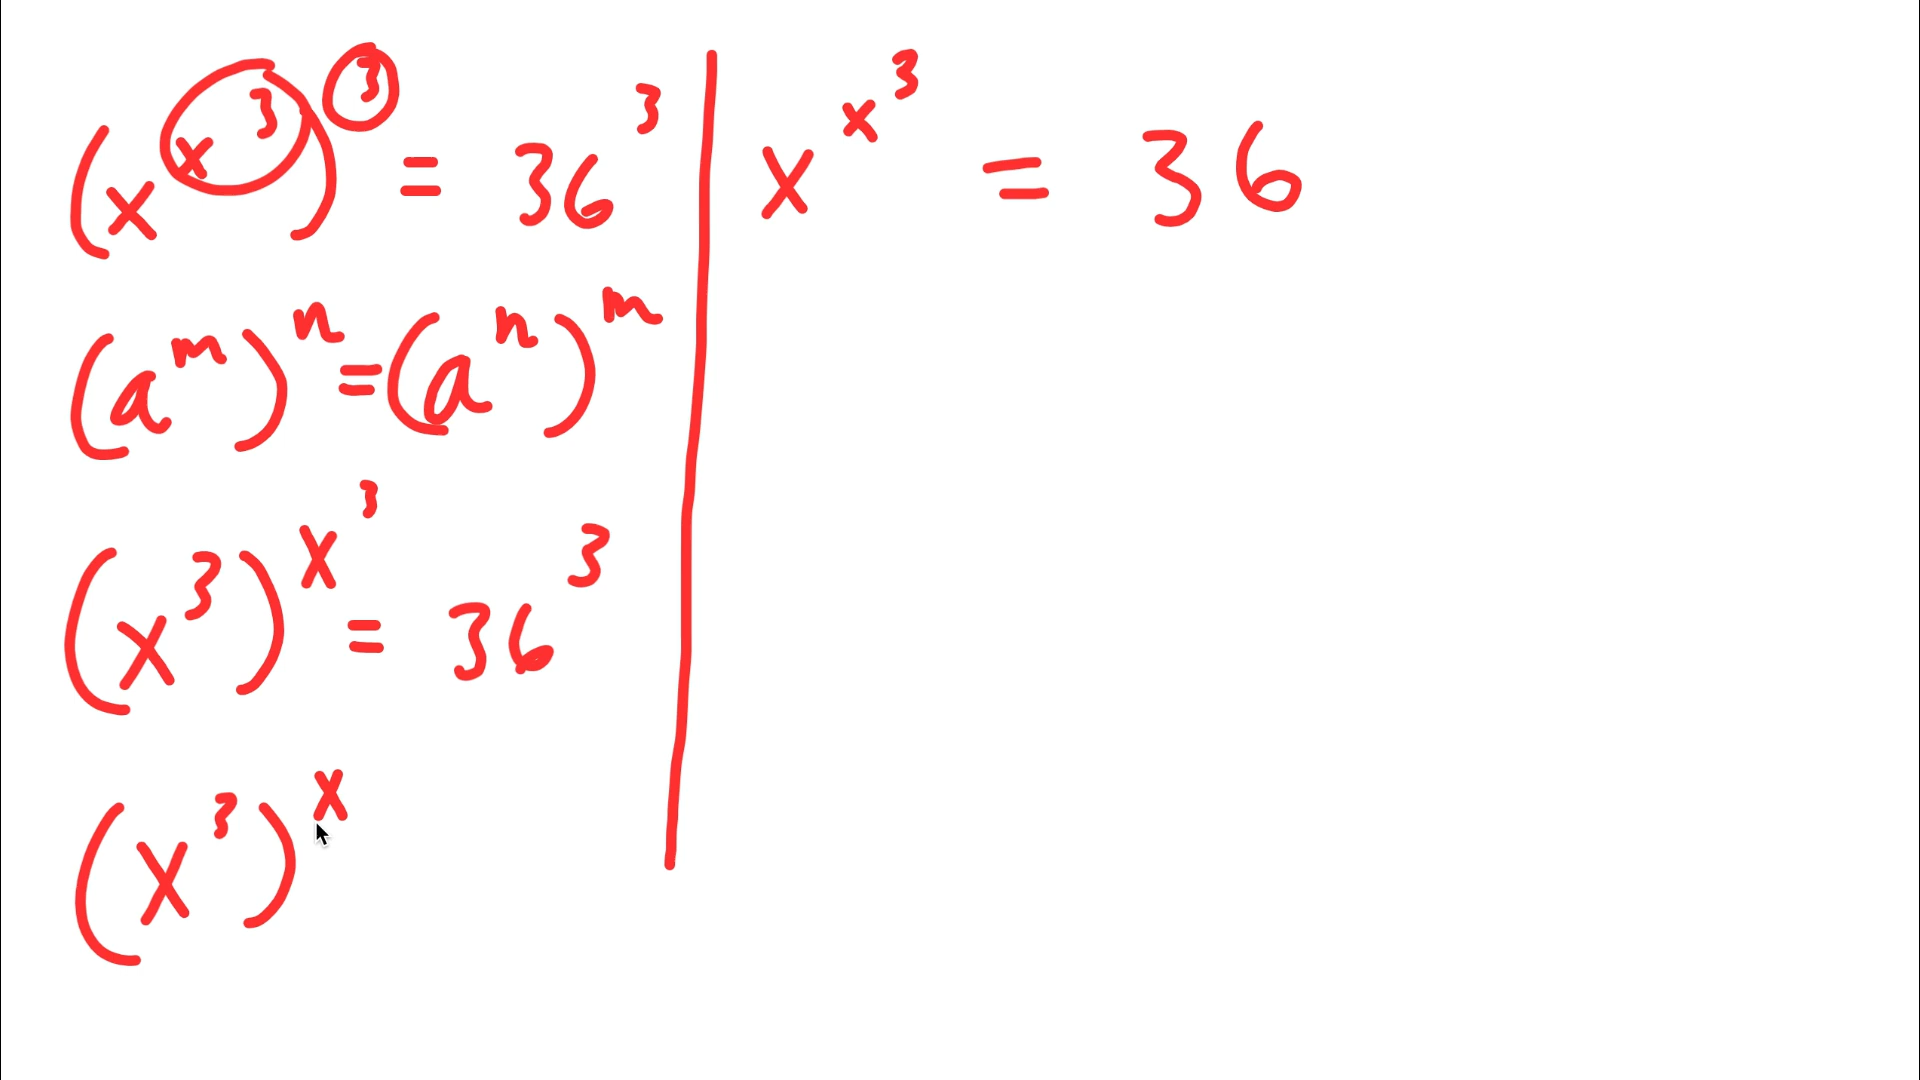 (x^{x^3})^3 = 36^3
(a^m)^n = (a^n)^m
(x^3)^{x^3} = 36^3
(x^3)^x
x^{x^3} = 36